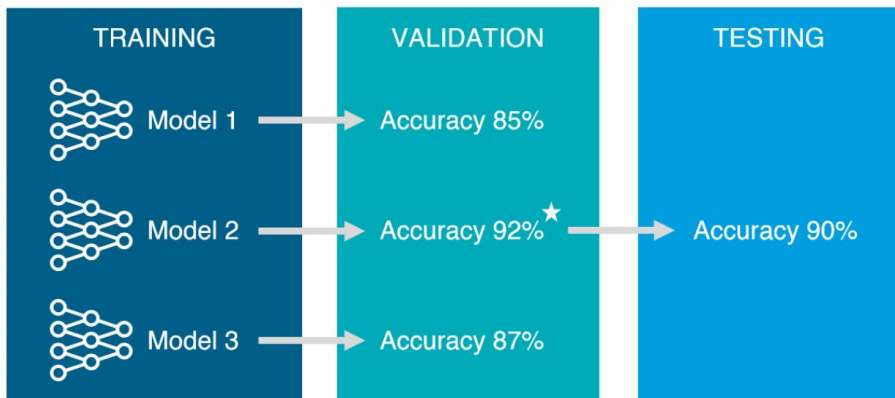 TRAINING
VALIDATION
TESTING
Model 1
Accuracy 85%
Model 2
Accuracy 92%
Accuracy 90%
Model 3
Accuracy 87%